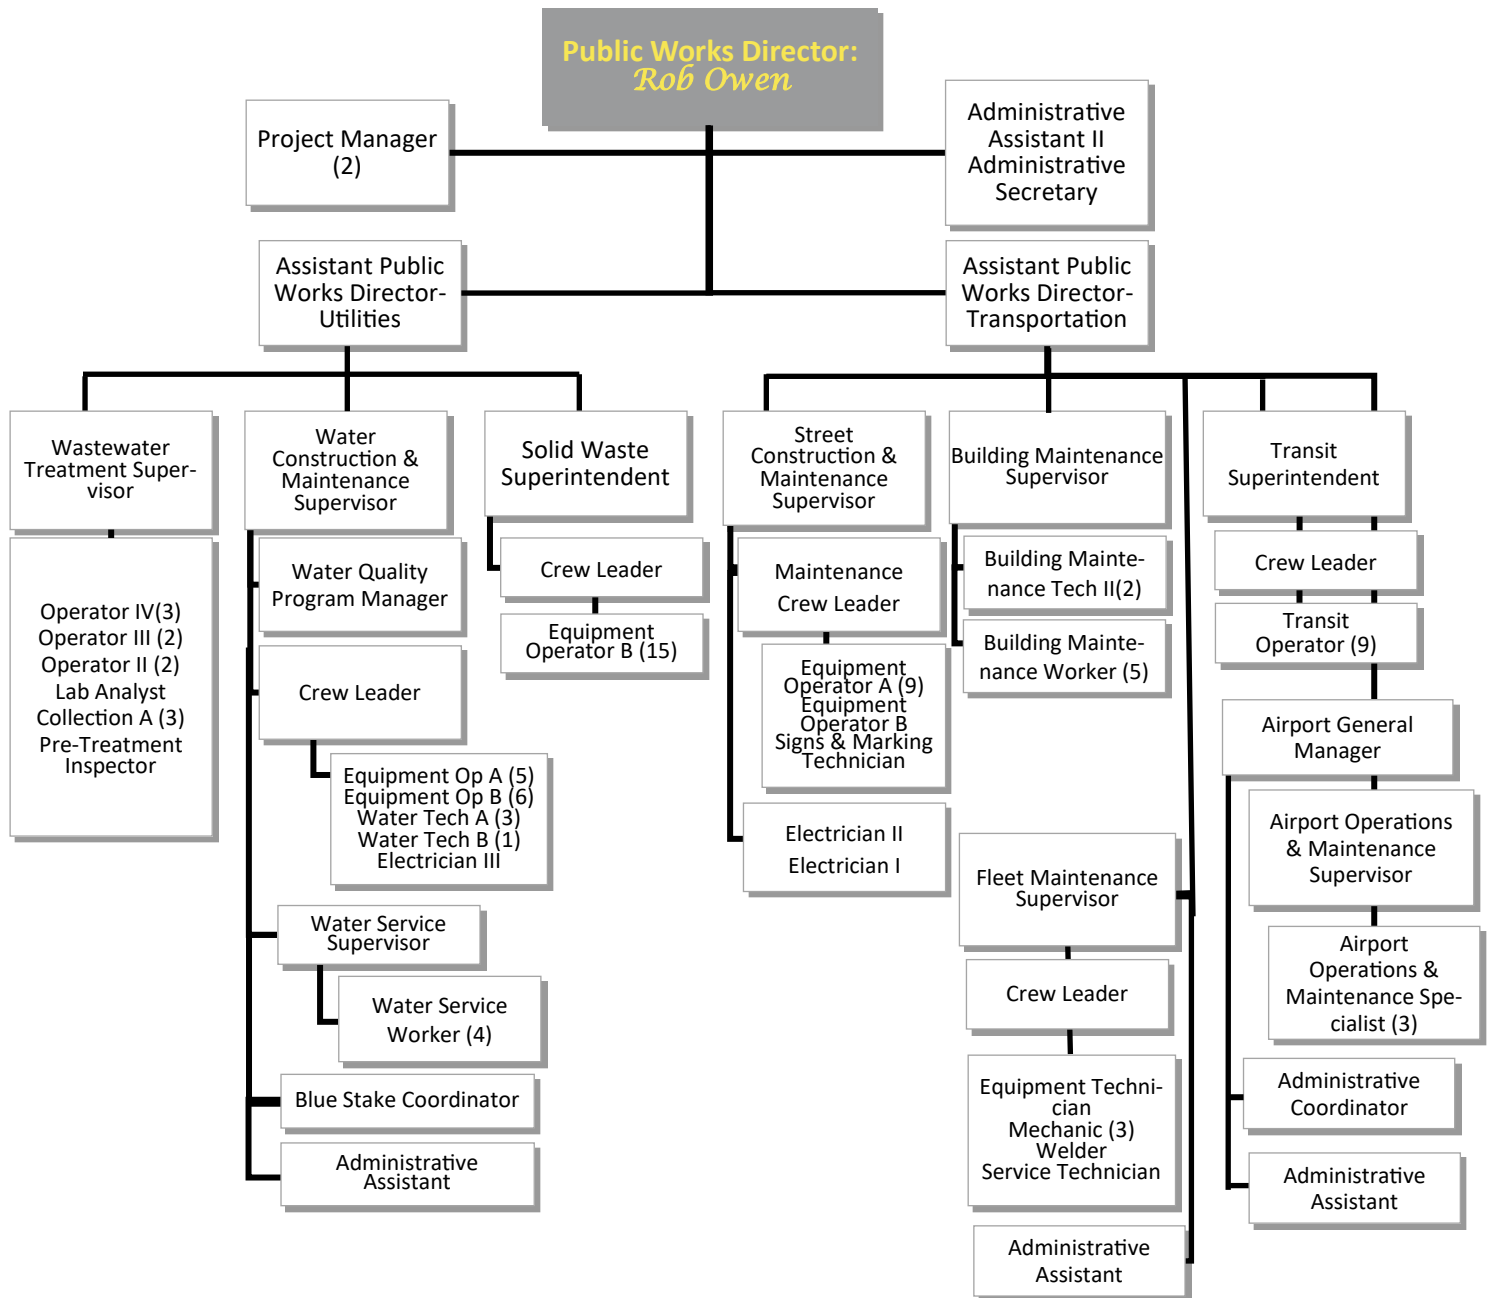 Public Works Director:
Rob Owen
Project Manager
(2)
Administrative
Assistant II
Administrative
Secretary
Assistant Public
Works Director-
Utilities
Assistant Public
Works Director-
Transportation
Wastewater
Treatment Super-
visor
Operator IV(3)
Operator III (2)
Operator II (2)
Lab Analyst
Collection A (3)
Pre-Treatment
Inspector
Water
Construction &
Maintenance
Supervisor
Water Quality
Program Manager
Crew Leader
Equipment Op A (5)
Equipment Op B (6)
Water Tech A (3)
Water Tech B (1)
Electrician III
Water Service
Supervisor
Water Service
Worker (4)
Blue Stake Coordinator
Administrative
Assistant
Solid Waste
Superintendent
Crew Leader
Equipment
Operator B (15)
Street
Construction &
Maintenance
Supervisor
Maintenance
Crew Leader
Equipment
Operator A (9)
Equipment
Operator B
Signs & Marking
Technician
Electrician II
Electrician I
Building Maintenance
Supervisor
Building Mainte-
nance Tech II(2)
Building Mainte-
nance Worker (5)
Fleet Maintenance
Supervisor
Crew Leader
Equipment Techni-
cian
Mechanic (3)
Welder
Service Technician
Administrative
Assistant
Transit
Superintendent
Crew Leader
Transit
Operator (9)
Airport General
Manager
Airport Operations
& Maintenance
Supervisor
Airport
Operations &
Maintenance Spe-
cialist (3)
Administrative
Coordinator
Administrative
Assistant